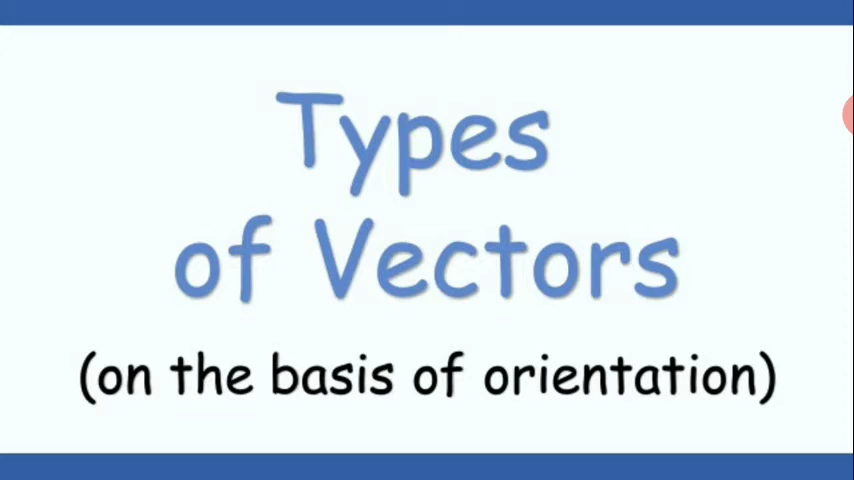 Types
of Vectors
(on the basis of orientation)